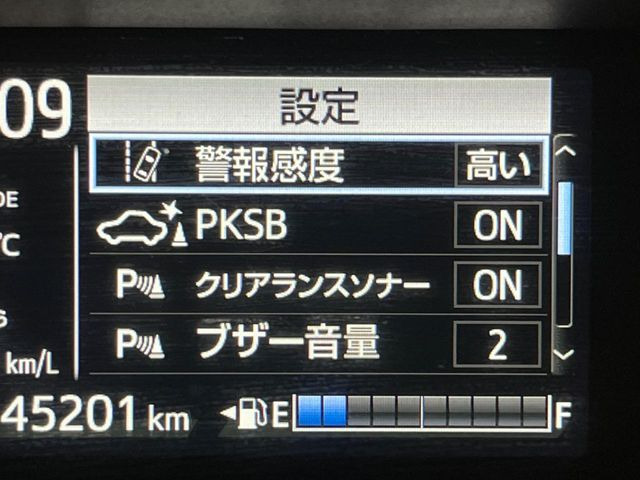 09
設定
警報感度 高い
PKSB ON
P クリアランスソナー ON
P ブザー音量 2
DE
℃
km/L
45201 km
E F